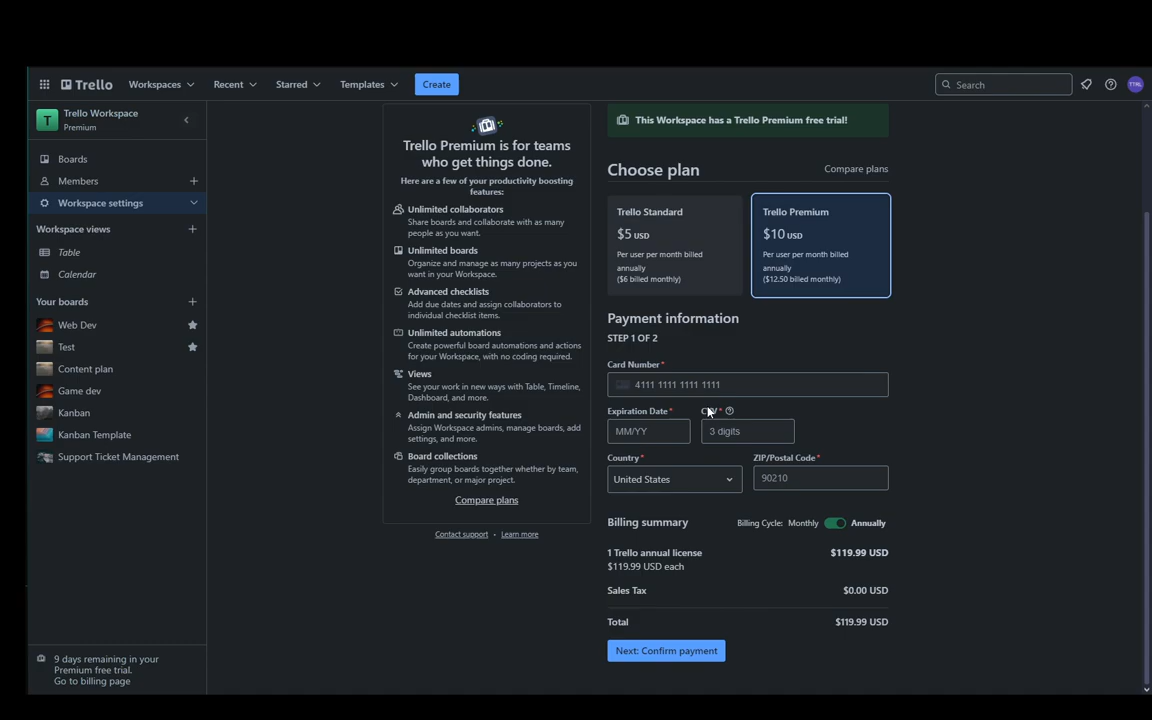 Trello
Workspaces
Recent
Starred
Templates
Create
Search
TTRL
T
Trello Workspace
Premium
Boards
Members
Workspace settings
Workspace views
Table
Calendar
Your boards
Web Dev
Test
Content plan
Game dev
Kanban
Kanban Template
Support Ticket Management
9 days remaining in your
Premium free trial.
Go to billing page
Trello Premium is for teams
who get things done.
Here are a few of your productivity boosting
features:
Unlimited collaborators
Share boards and collaborate with as many
people as you want.
Unlimited boards
Organize and manage as many projects as you
want in your Workspace.
Advanced checklists
Add due dates and assign collaborators to
individual checklist items.
Unlimited automations
Create powerful board automations and actions
for your Workspace, with no coding required.
Views
See your work in new ways with Table, Timeline,
Dashboard, and more.
Admin and security features
Assign Workspace admins, manage boards, add
settings, and more.
Board collections
Easily group boards together whether by team,
department, or major project.
Compare plans
Contact support • Learn more
This Workspace has a Trello Premium free trial!
Choose plan
Compare plans
Trello Standard
$5 USD
Per user per month billed
annually
($6 billed monthly)
Trello Premium
$10 USD
Per user per month billed
annually
($12.50 billed monthly)
Payment information
STEP 1 OF 2
Card Number*
4111 1111 1111 1111
Expiration Date*
MM/YY
3 digits
Country*
United States
ZIP/Postal Code*
90210
Billing summary
Billing Cycle: Monthly Annually
1 Trello annual license $119.99 USD
$119.99 USD each
Sales Tax $0.00 USD
Total $119.99 USD
Next: Confirm payment